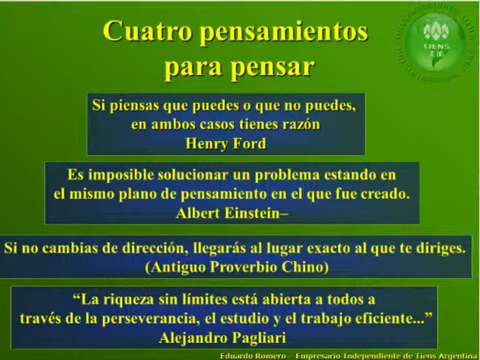 Cuatro pensamientos
para pensar
TIENS
Si piensas que puedes o que no puedes,
en ambos casos tienes razón
Henry Ford
Es imposible solucionar un problema estando en
el mismo plano de pensamiento en el que fue creado.
Albert Einstein–
Si no cambias de dirección, llegarás al lugar exacto al que te diriges.
(Antiguo Proverbio Chino)
“La riqueza sin límites está abierta a todos a
través de la perseverancia, el estudio y el trabajo eficiente...”
Alejandro Pagliari
Eduardo Romero – Empresario Independiente de Tiens Argentina